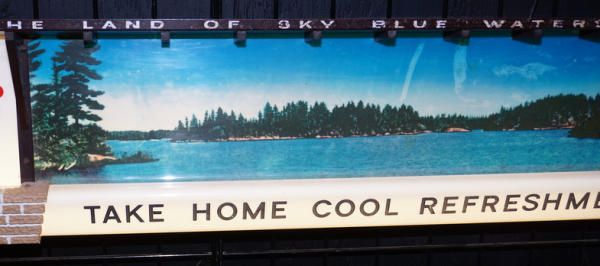 HE LAND OF SKY BLUE WATERS
TAKE HOME COOL REFRESHME